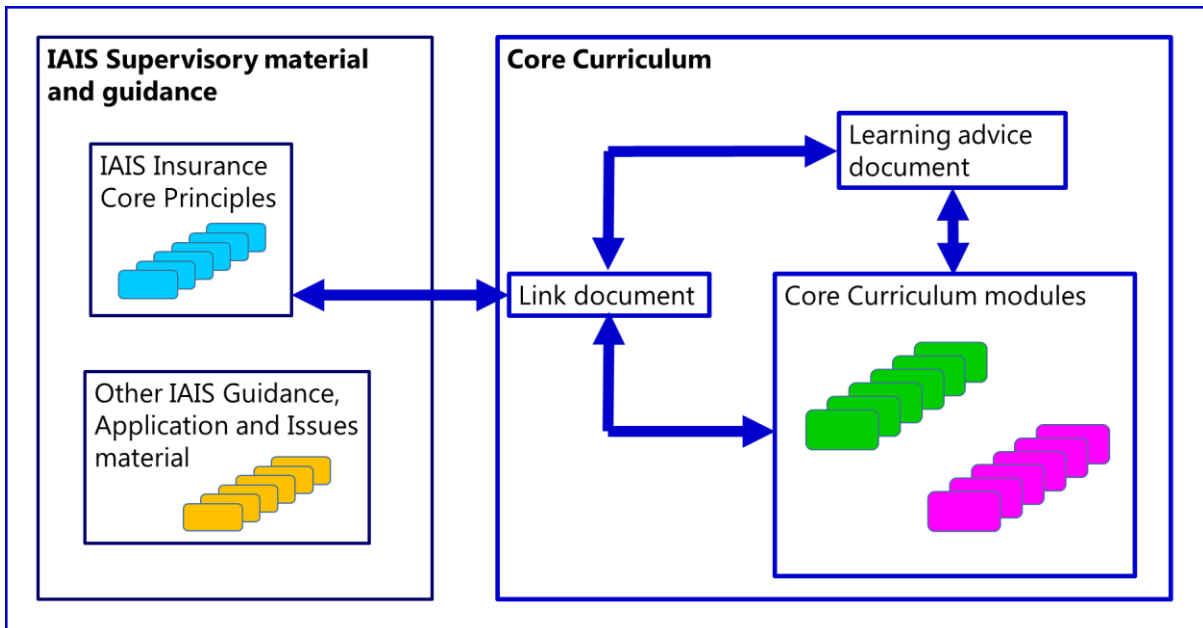 IAIS Supervisory material
and guidance
IAIS Insurance
Core Principles
Other IAIS Guidance,
Application and Issues
material
Core Curriculum
Learning advice
document
Link document
Core Curriculum modules